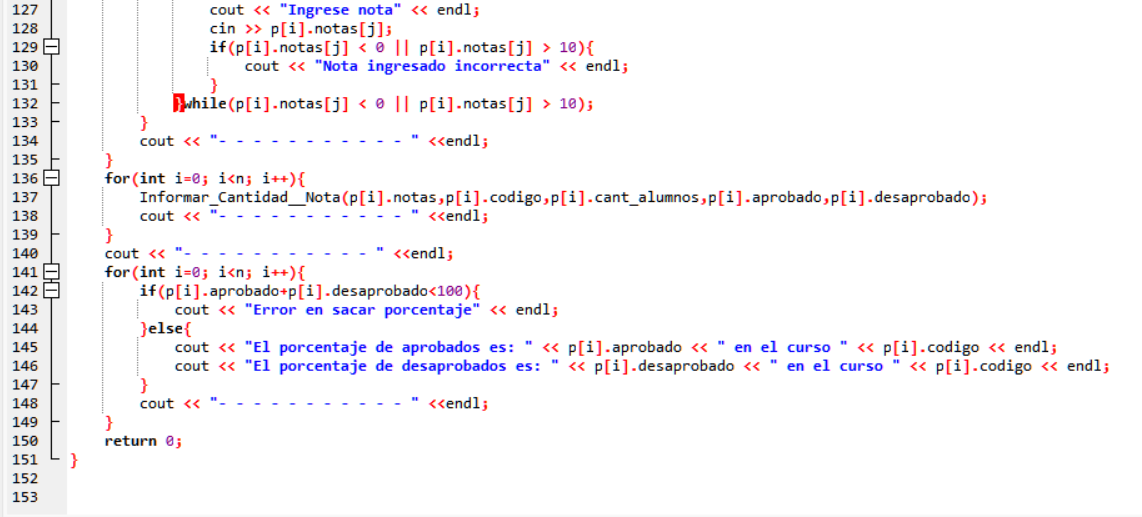 127 cout << "Ingrese nota" << endl;
128 cin >> p[i].notas[j];
129 if(p[i].notas[j] < 0 || p[i].notas[j] > 10){
130 cout << "Nota ingresado incorrecta" << endl;
131 }
132 }while(p[i].notas[j] < 0 || p[i].notas[j] > 10);
133 }
134 cout << "- - - - - - - - - - - " <<endl;
135 }
136 for(int i=0; i<n; i++){
137 Informar_Cantidad__Nota(p[i].notas,p[i].codigo,p[i].cant_alumnos,p[i].aprobado,p[i].desaprobado);
138 cout << "- - - - - - - - - - - " <<endl;
139 }
140 cout << "- - - - - - - - - - - " <<endl;
141 for(int i=0; i<n; i++){
142 if(p[i].aprobado+p[i].desaprobado<100){
143 cout << "Error en sacar porcentaje" << endl;
144 }else{
145 cout << "El porcentaje de aprobados es: " << p[i].aprobado << " en el curso " << p[i].codigo << endl;
146 cout << "El porcentaje de desaprobados es: " << p[i].desaprobado << " en el curso " << p[i].codigo << endl;
147 }
148 cout << "- - - - - - - - - - - " <<endl;
149 }
150 return 0;
151 }
152
153